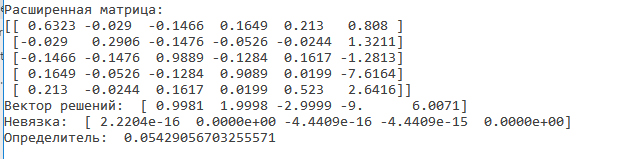 Расширенная матрица:
[[ 0.6323 -0.029  -0.1466  0.1649  0.213   0.808 ]
 [-0.029   0.2906 -0.1476 -0.0526 -0.0244  1.3211]
 [-0.1466 -0.1476  0.9889 -0.1284  0.1617 -1.2813]
 [ 0.1649 -0.0526 -0.1284  0.9089  0.0199 -7.6164]
 [ 0.213  -0.0244  0.1617  0.0199  0.523   2.6416]]
Вектор решений:  [ 0.9981  1.9998 -2.9999 -9.      6.0071]
Невязка:  [ 2.2204e-16  0.0000e+00 -4.4409e-16 -4.4409e-15  0.0000e+00]
Определитель:  0.05429056703255571